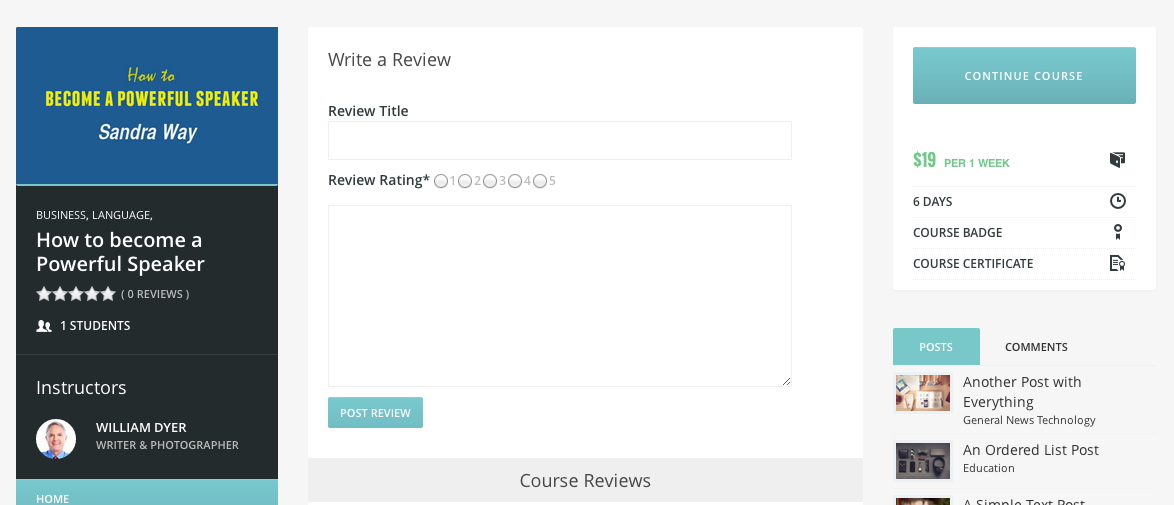 How to
BECOME A POWERFUL SPEAKER
Sandra Way
BUSINESS, LANGUAGE,
How to become a
Powerful Speaker
( 0 REVIEWS )
1 STUDENTS
Instructors
WILLIAM DYER
WRITER & PHOTOGRAPHER
HOME
Write a Review
Review Title
Review Rating* 1 2 3 4 5
POST REVIEW
Course Reviews
CONTINUE COURSE
$19 PER 1 WEEK
6 DAYS
COURSE BADGE
COURSE CERTIFICATE
POSTS COMMENTS
Another Post with
Everything
General News Technology
An Ordered List Post
Education
A Simple Text Post